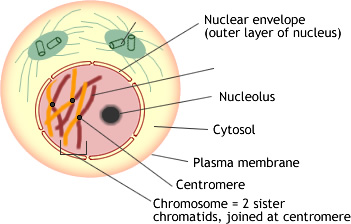 Nuclear envelope
(outer layer of nucleus)
Nucleolus
Cytosol
Plasma membrane
Centromere
Chromosome = 2 sister
chromatids, joined at centromere